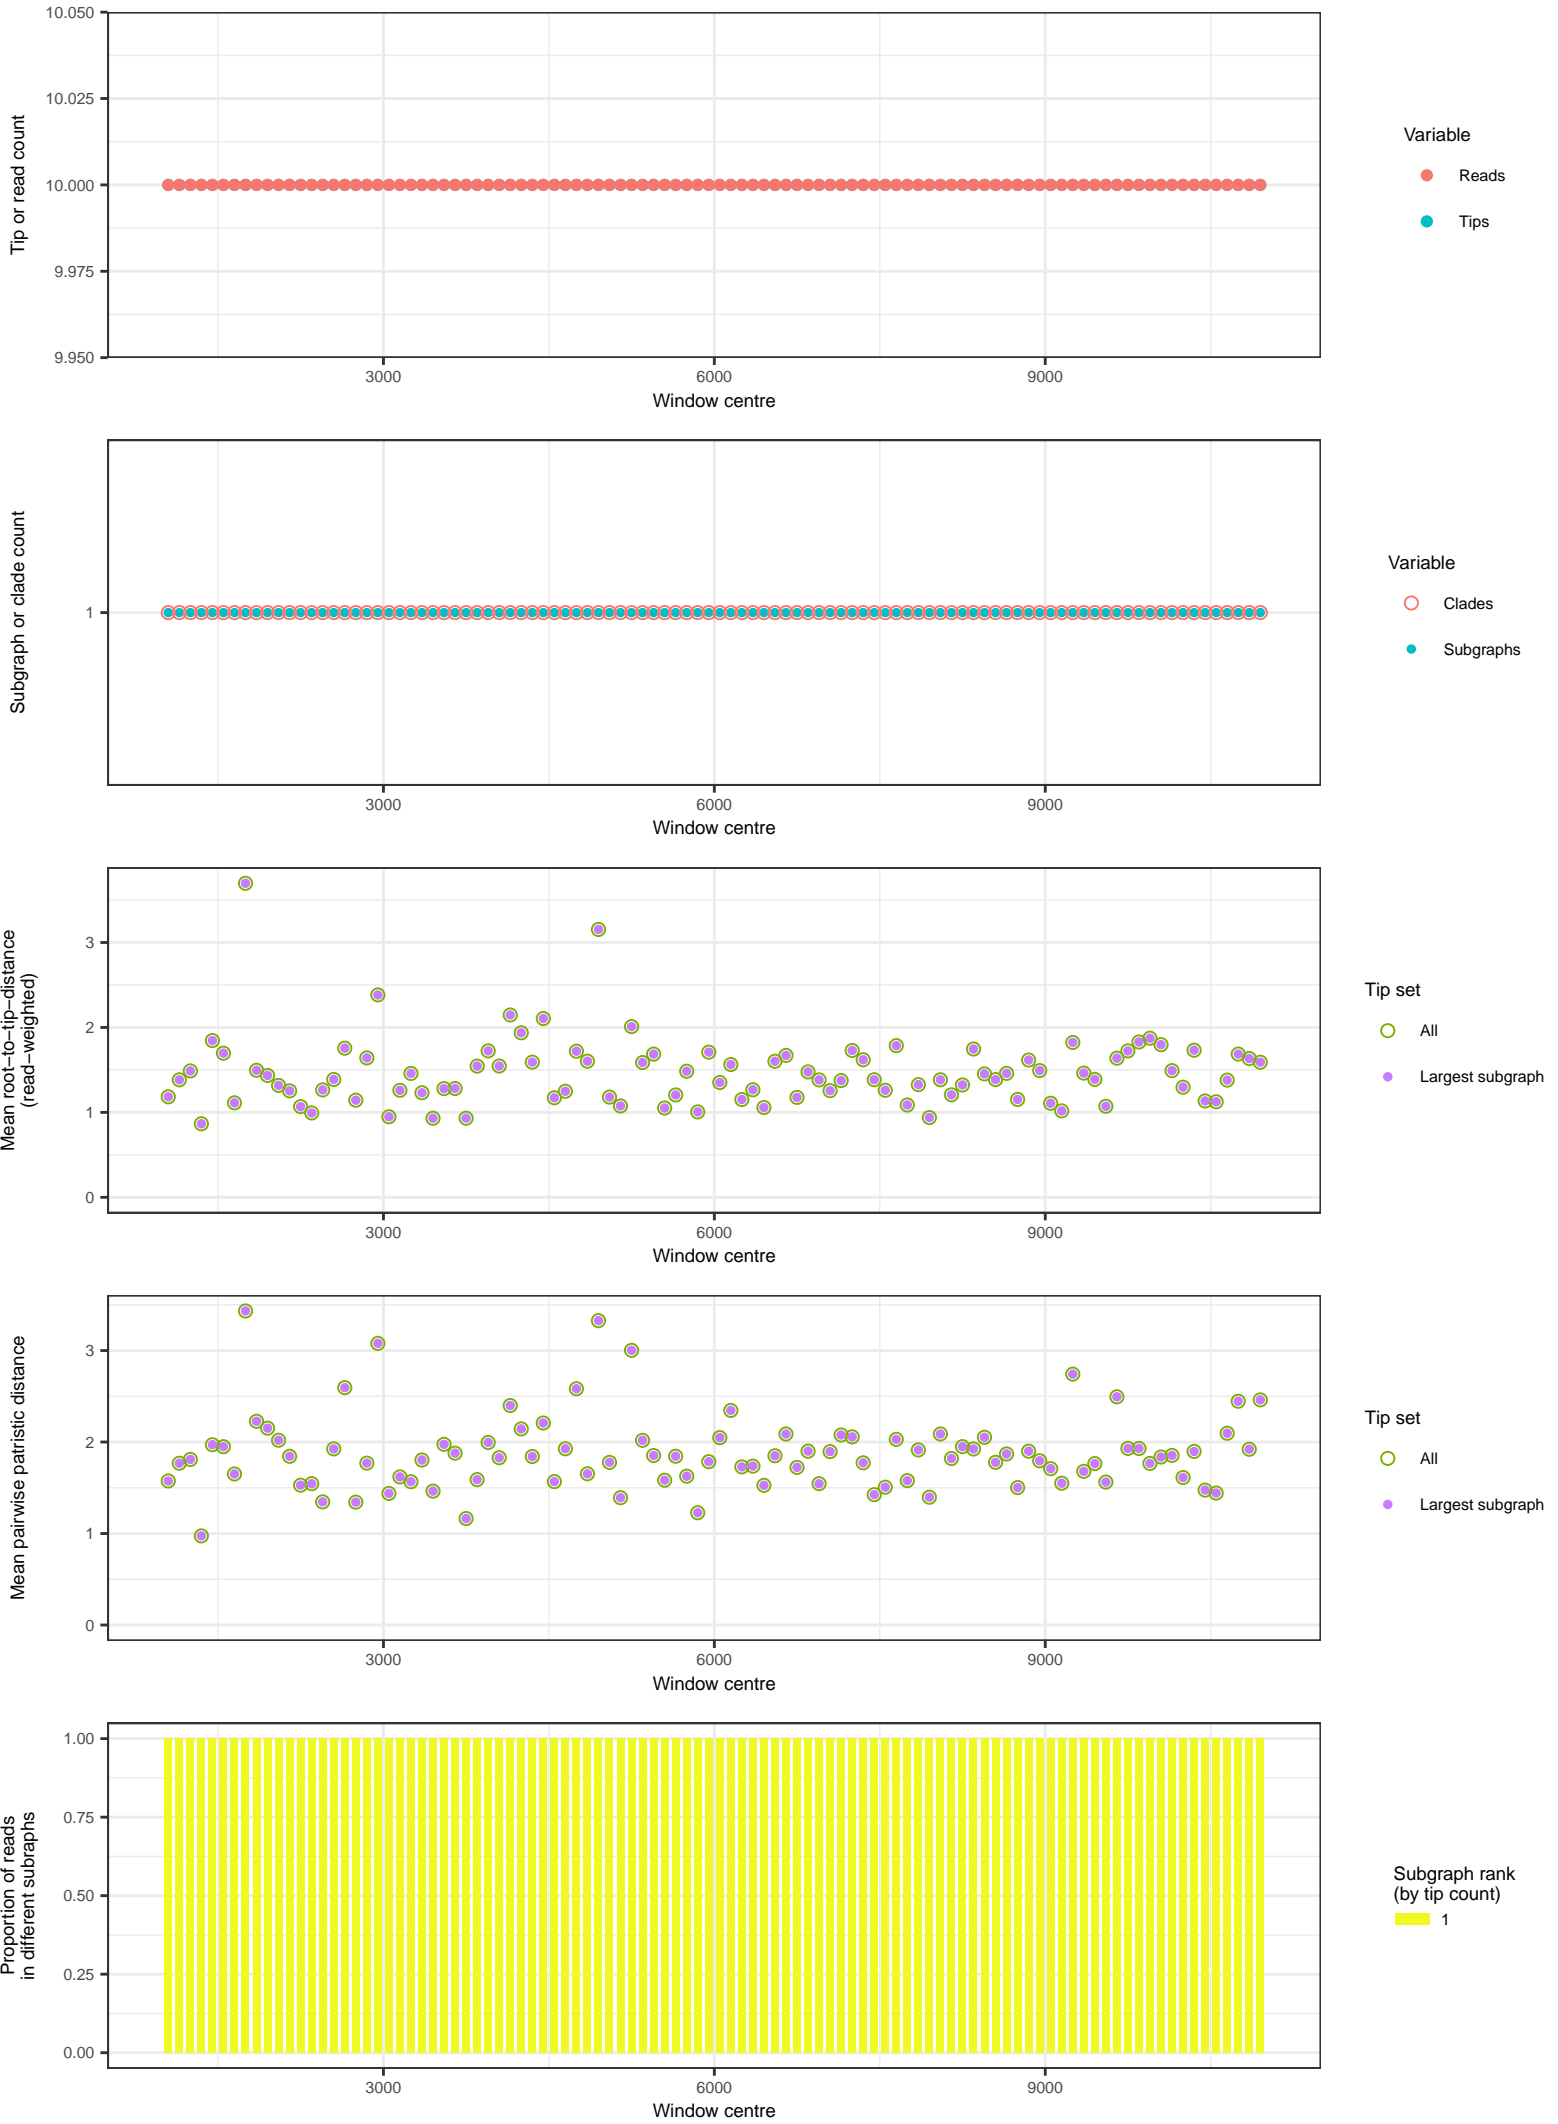 10.050
10.025
10.000
9.975
9.950
Tip or read count
3000 6000 9000
Window centre
Variable
Reads
Tips
1
Subgraph or clade count
3000 6000 9000
Window centre
Variable
Clades
Subgraphs
3
2
1
0
Mean root−to−tip−distance
(read−weighted)
3000 6000 9000
Window centre
Tip set
All
Largest subgraph
3
2
1
0
Mean pairwise patristic distance
3000 6000 9000
Window centre
Tip set
All
Largest subgraph
1.00
0.75
0.50
0.25
0.00
Proportion of reads
in different subraphs
3000 6000 9000
Window centre
Subgraph rank
(by tip count)
1